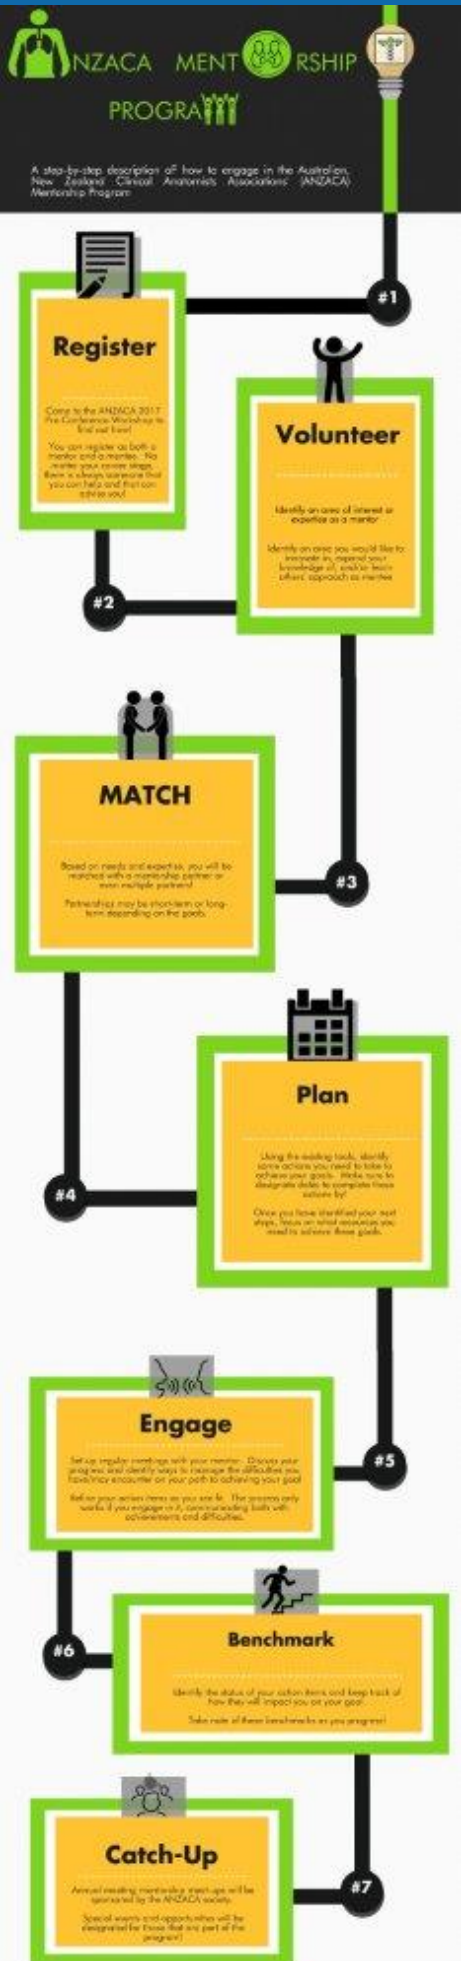 NZACA MENT RSHIP
PROGRA
A step-by-step description of how to engage in the Australian,
New Zealand Clinical Anatomists Associations' (ANZACA)
Mentorship Program
#1
Register
Come to the ANZACA 2017
Pre-Conference Workshop to
find out how!
You can register as both a
mentor and a mentee. No
matter your career stage,
there is always someone that
you can help and that can
advise you!
#2
Volunteer
Identify an area of interest or
expertise as a mentor
Identify an area you would like to
innovate in, expand your
knowledge of, and/or learn
others' approach as mentee
#3
MATCH
Based on needs and expertise, you will be
matched with a mentorship partner or
even multiple partners!
Partnerships may be short-term or long-
term depending on the goals.
#4
Plan
Using the existing tools, identify
some actions you need to take to
achieve your goals. Make sure to
designate dates to complete these
actions by!
Once you have identified your next
steps, focus on what resources you
need to achieve these goals.
#5
Engage
Set-up regular meetings with your mentor. Discuss your
progress and identify ways to manage the difficulties you
have/may encounter on your path to achieving your goal
Refine your action items as you see fit. The process only
works if you engage in it, communicating both with
achievements and difficulties.
#6
Benchmark
Identify the status of your action items and keep track of
how they will impact you on your goal
Take note of these benchmarks as you progress!
#7
Catch-Up
Annual meeting mentorship meet-ups will be
sponsored by the ANZACA society.
Special events and opportunities will be
designated for those that are part of the
program!